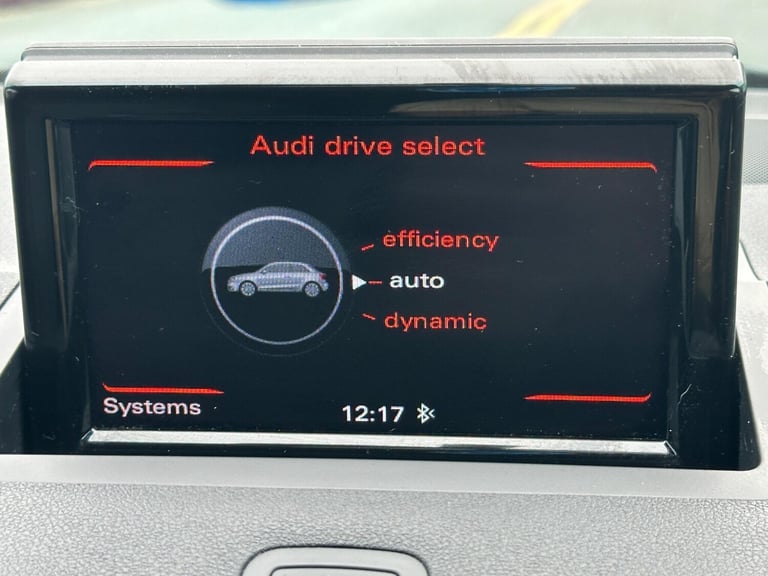 Audi drive select
efficiency
auto
dynamic
Systems
12:17